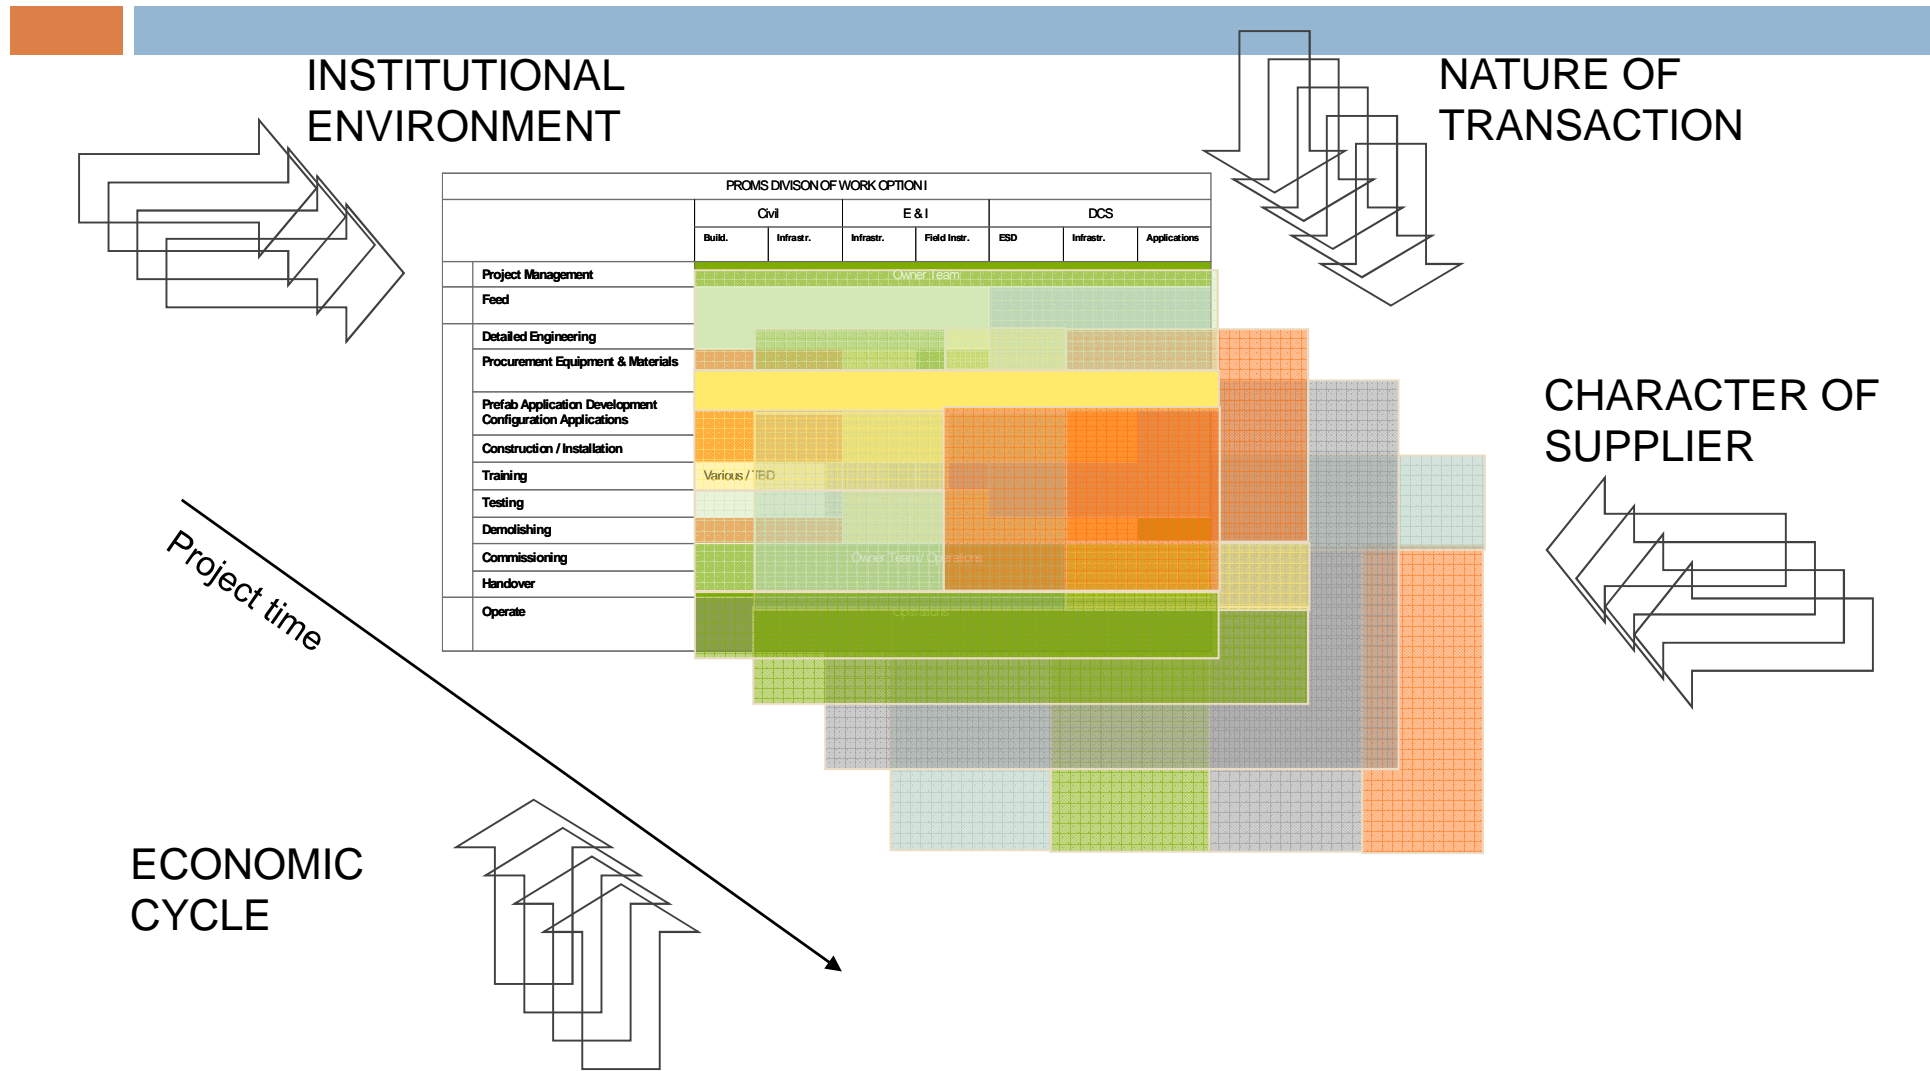 INSTITUTIONAL
ENVIRONMENT
NATURE OF
TRANSACTION
PROMS DIVISON OF WORK OPTION I
Civil E & I DCS
Build. Infrastr. Infrastr. Field Instr. ESD Infrastr. Applications
Project Management Owner Team
Feed
Detailed Engineering
Procurement Equipment & Materials
Prefab Application Development
Configuration Applications
Construction / Installation
Training Various / TBD
Testing
Demolishing
Commissioning Owner Team / Operations
Handover
Operate Operations
CHARACTER OF
SUPPLIER
Project time
ECONOMIC
CYCLE